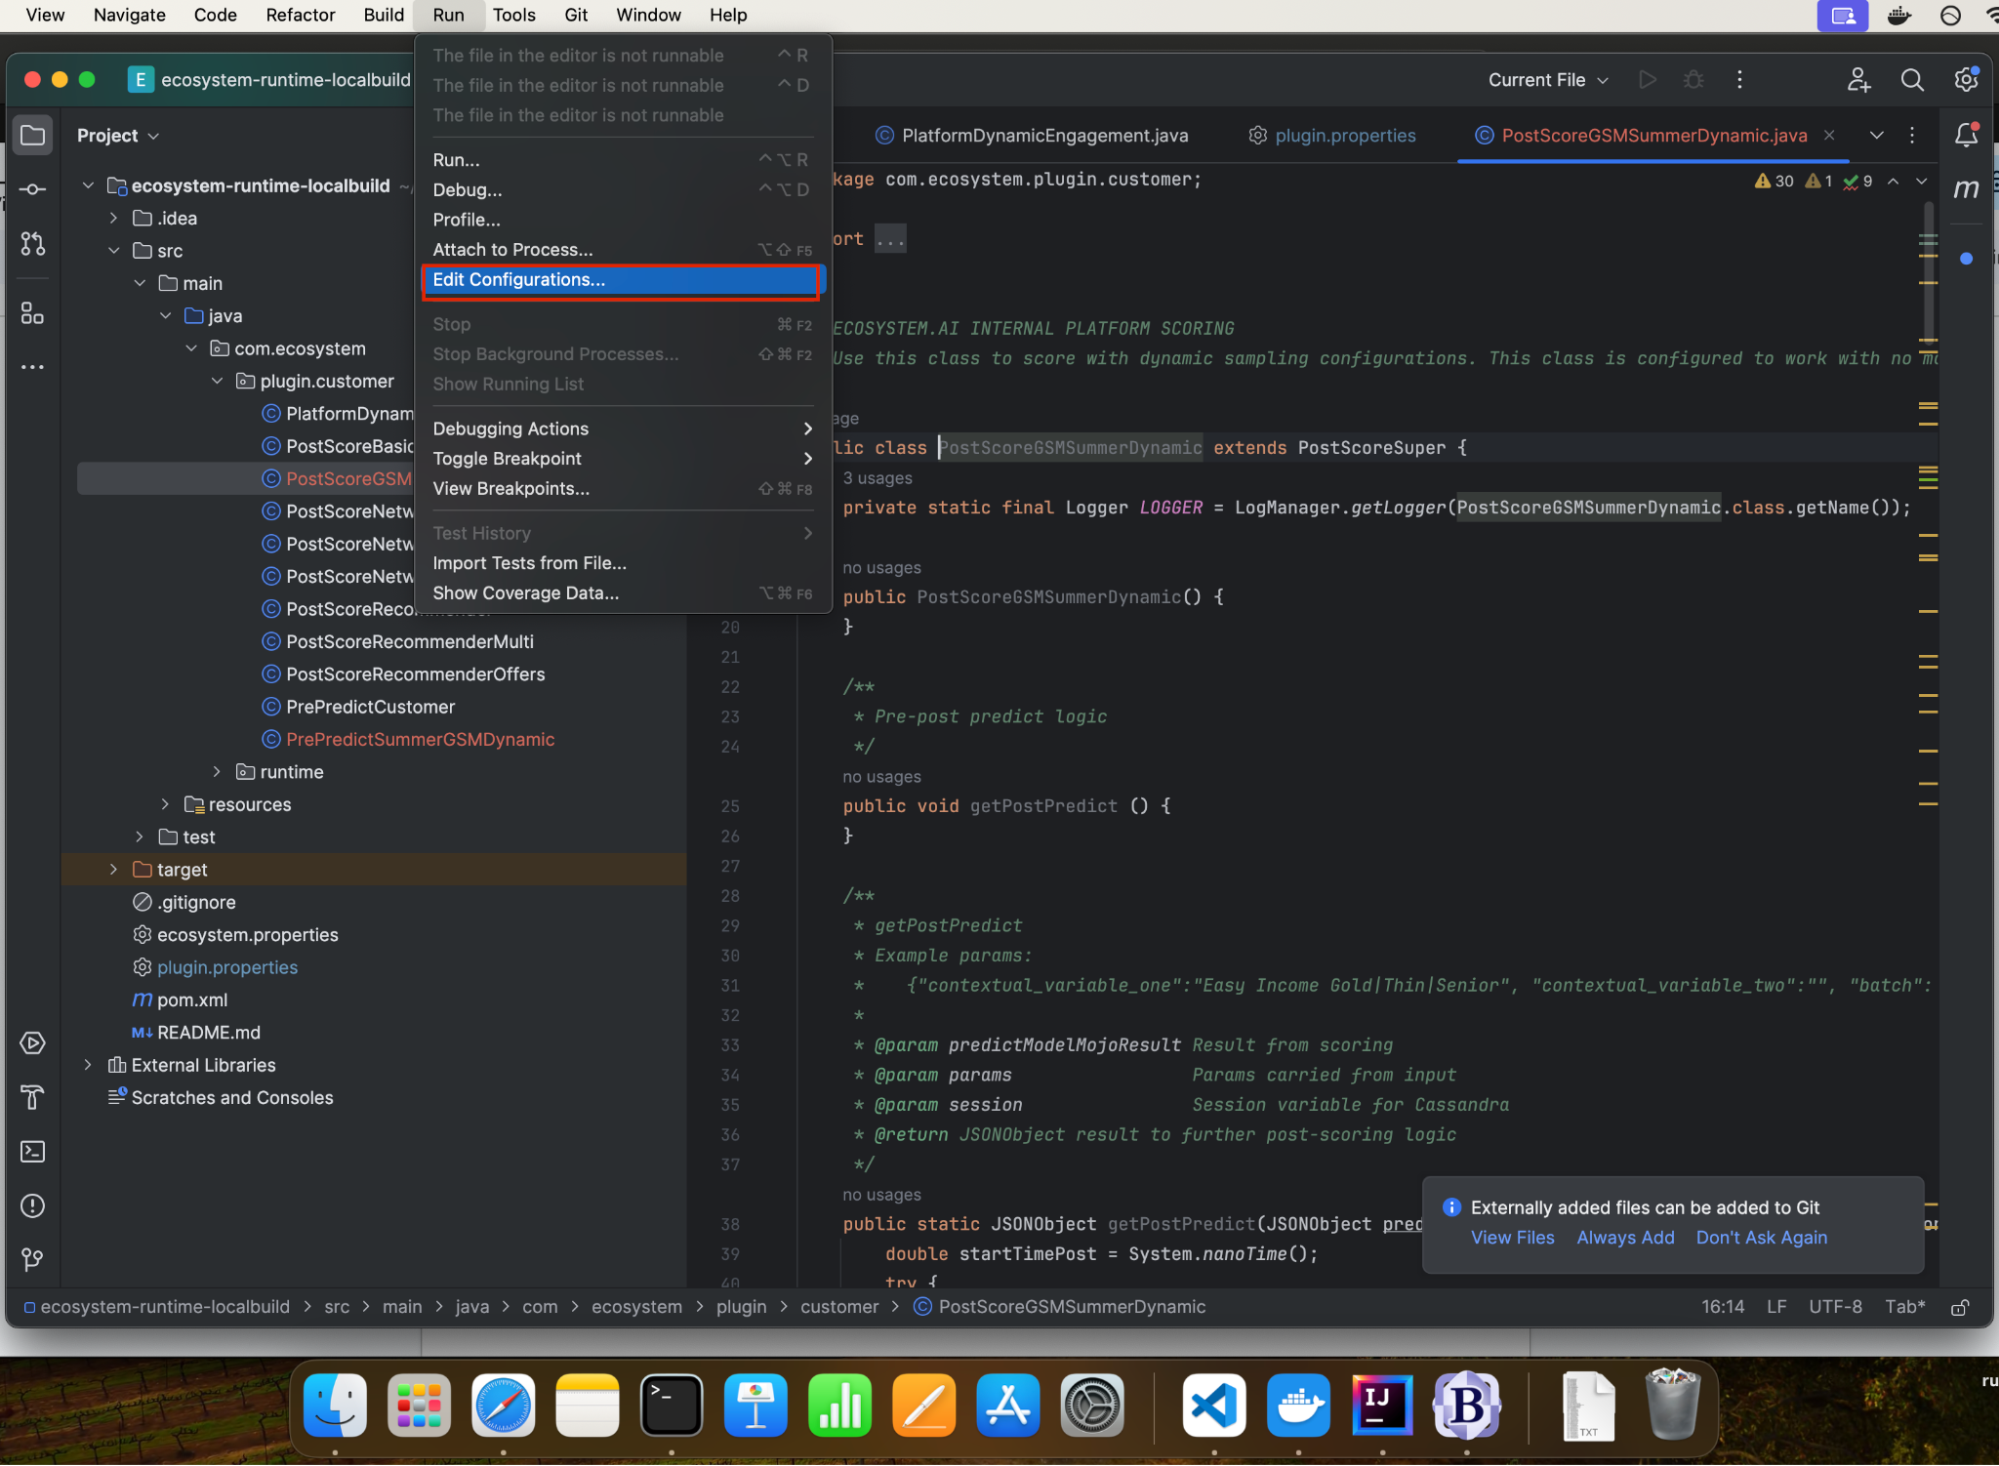 View Navigate Code Refactor Build Run Tools Git Window Help
E ecosystem-runtime-localbuild
Current File
Project
ecosystem-runtime-localbuild
.idea
src
main
java
com.ecosystem
plugin.customer
PlatformDynam
PostScoreBasic
PostScoreGSM
PostScoreNetw
PostScoreNetw
PostScoreNetw
PostScoreRecommender
PostScoreRecommenderMulti
PostScoreRecommenderOffers
PrePredictCustomer
PrePredictSummerGSMDynamic
runtime
resources
test
target
.gitignore
ecosystem.properties
plugin.properties
m pom.xml
M↓ README.md
External Libraries
Scratches and Consoles
The file in the editor is not runnable ^ R
The file in the editor is not runnable ^ D
The file in the editor is not runnable
Run... ^⌥R
Debug... ^⌥D
Profile...
Attach to Process... ⌥⇧F5
Edit Configurations...
Stop ⌘F2
Stop Background Processes... ⇧⌘F2
Show Running List
Debugging Actions
Toggle Breakpoint
View Breakpoints... ⇧⌘F8
Test History
Import Tests from File...
Show Coverage Data... ⌥⌘F6
PlatformDynamicEngagement.java plugin.properties PostScoreGSMSummerDynamic.java
30 1 9
m
kage com.ecosystem.plugin.customer;
ort ...
ECOSYSTEM.AI INTERNAL PLATFORM SCORING
Use this class to score with dynamic sampling configurations. This class is configured to work with no mo
age
lic class PostScoreGSMSummerDynamic extends PostScoreSuper {
3 usages
private static final Logger LOGGER = LogManager.getLogger(PostScoreGSMSummerDynamic.class.getName());
no usages
public PostScoreGSMSummerDynamic() {
20 }
21
22 /**
23 * Pre-post predict logic
24 */
no usages
25 public void getPostPredict () {
26 }
27
28 /**
29 * getPostPredict
30 * Example params:
31 * {"contextual_variable_one":"Easy Income Gold|Thin|Senior", "contextual_variable_two":"", "batch":
32 *
33 * @param predictModelMojoResult Result from scoring
34 * @param params Params carried from input
35 * @param session Session variable for Cassandra
36 * @return JSONObject result to further post-scoring logic
37 */
no usages
38 public static JSONObject getPostPredict(JSONObject pred
39 double startTimePost = System.nanoTime();
40 try {
Externally added files can be added to Git
View Files Always Add Don't Ask Again
ecosystem-runtime-localbuild > src > main > java > com > ecosystem > plugin > customer > PostScoreGSMSummerDynamic
16:14 LF UTF-8 Tab*
IJ
B
TXT
ru